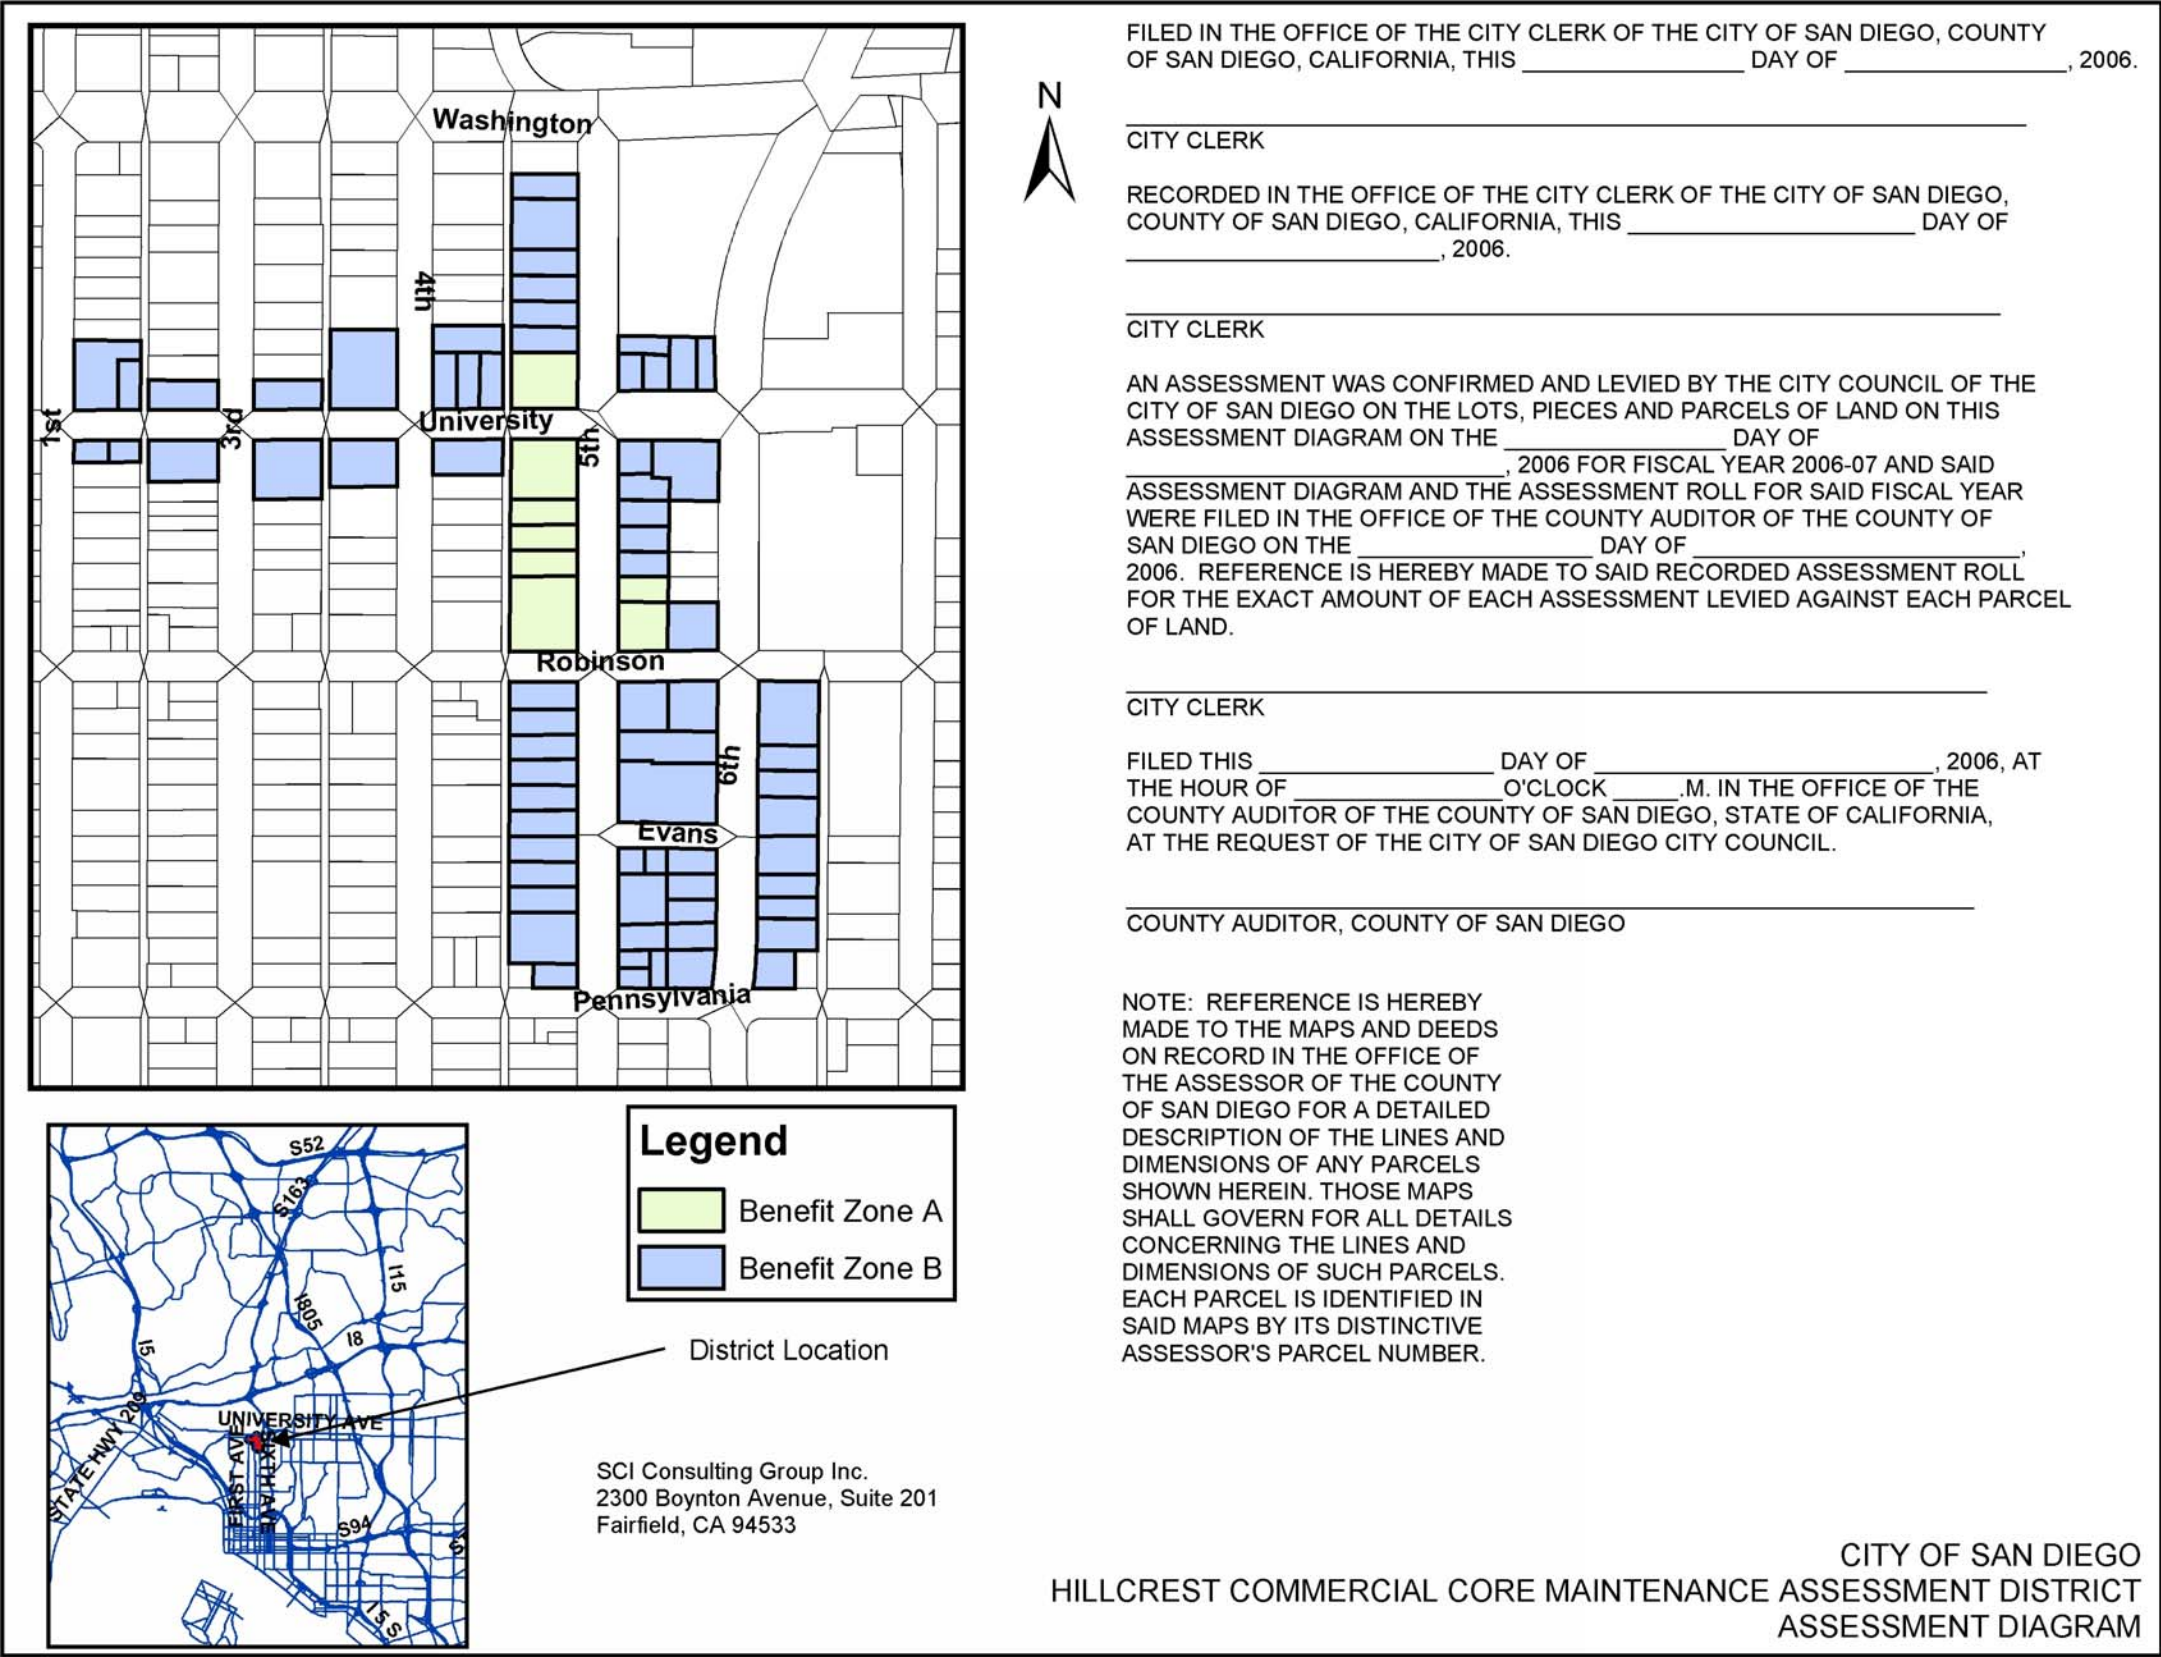 Washington
4th
University
1st
3rd
5th
Robinson
6th
Evans
Pennsylvania
N
FILED IN THE OFFICE OF THE CITY CLERK OF THE CITY OF SAN DIEGO, COUNTY
OF SAN DIEGO, CALIFORNIA, THIS ________________ DAY OF ________________, 2006.
CITY CLERK
RECORDED IN THE OFFICE OF THE CITY CLERK OF THE CITY OF SAN DIEGO,
COUNTY OF SAN DIEGO, CALIFORNIA, THIS ____________________ DAY OF
______________________, 2006.
CITY CLERK
AN ASSESSMENT WAS CONFIRMED AND LEVIED BY THE CITY COUNCIL OF THE
CITY OF SAN DIEGO ON THE LOTS, PIECES AND PARCELS OF LAND ON THIS
ASSESSMENT DIAGRAM ON THE ________________ DAY OF
___________________________, 2006 FOR FISCAL YEAR 2006-07 AND SAID
ASSESSMENT DIAGRAM AND THE ASSESSMENT ROLL FOR SAID FISCAL YEAR
WERE FILED IN THE OFFICE OF THE COUNTY AUDITOR OF THE COUNTY OF
SAN DIEGO ON THE _________________ DAY OF _______________________,
2006. REFERENCE IS HEREBY MADE TO SAID RECORDED ASSESSMENT ROLL
FOR THE EXACT AMOUNT OF EACH ASSESSMENT LEVIED AGAINST EACH PARCEL
OF LAND.
CITY CLERK
FILED THIS _________________ DAY OF ________________________, 2006, AT
THE HOUR OF _______________O'CLOCK _____.M. IN THE OFFICE OF THE
COUNTY AUDITOR OF THE COUNTY OF SAN DIEGO, STATE OF CALIFORNIA,
AT THE REQUEST OF THE CITY OF SAN DIEGO CITY COUNCIL.
COUNTY AUDITOR, COUNTY OF SAN DIEGO
NOTE: REFERENCE IS HEREBY
MADE TO THE MAPS AND DEEDS
ON RECORD IN THE OFFICE OF
THE ASSESSOR OF THE COUNTY
OF SAN DIEGO FOR A DETAILED
DESCRIPTION OF THE LINES AND
DIMENSIONS OF ANY PARCELS
SHOWN HEREIN. THOSE MAPS
SHALL GOVERN FOR ALL DETAILS
CONCERNING THE LINES AND
DIMENSIONS OF SUCH PARCELS.
EACH PARCEL IS IDENTIFIED IN
SAID MAPS BY ITS DISTINCTIVE
ASSESSOR'S PARCEL NUMBER.
Legend
Benefit Zone A
Benefit Zone B
District Location
S52
S163
I15
I805
I8
I5
STATE HWY 209
UNIVERSITY AVE
FIRST AVE
SIXTH AVE
S94
I 5 S
SCI Consulting Group Inc.
2300 Boynton Avenue, Suite 201
Fairfield, CA 94533
CITY OF SAN DIEGO
HILLCREST COMMERCIAL CORE MAINTENANCE ASSESSMENT DISTRICT
ASSESSMENT DIAGRAM